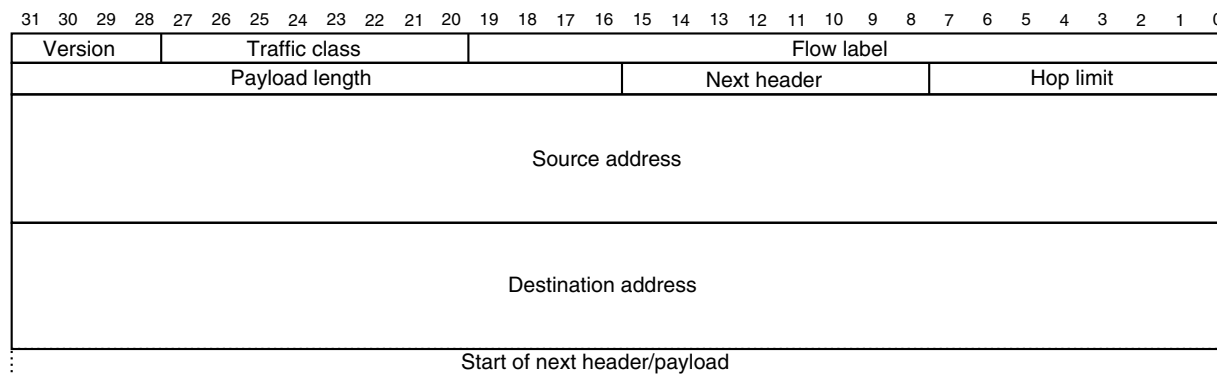 31 30 29 28 27 26 25 24 23 22 21 20 19 18 17 16 15 14 13 12 11 10 9 8 7 6 5 4 3 2 1 0
Version Traffic class Flow label
Payload length Next header Hop limit
Source address
Destination address
Start of next header/payload